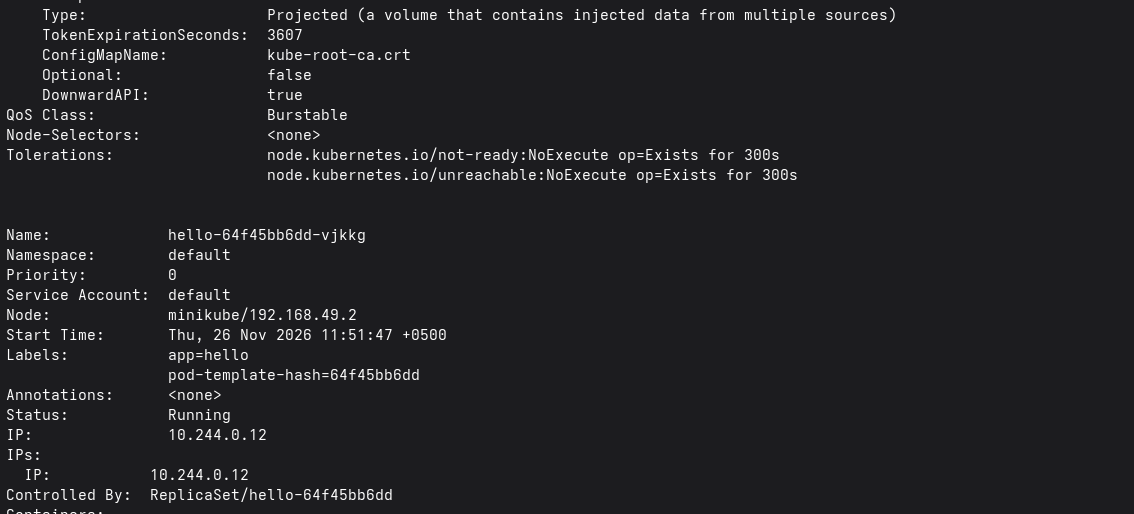 Type: Projected (a volume that contains injected data from multiple sources)
TokenExpirationSeconds: 3607
ConfigMapName: kube-root-ca.crt
Optional: false
DownwardAPI: true
QoS Class: Burstable
Node-Selectors: <none>
Tolerations: node.kubernetes.io/not-ready:NoExecute op=Exists for 300s
node.kubernetes.io/unreachable:NoExecute op=Exists for 300s
Name: hello-64f45bb6dd-vjkkg
Namespace: default
Priority: 0
Service Account: default
Node: minikube/192.168.49.2
Start Time: Thu, 26 Nov 2026 11:51:47 +0500
Labels: app=hello
pod-template-hash=64f45bb6dd
Annotations: <none>
Status: Running
IP: 10.244.0.12
IPs:
IP: 10.244.0.12
Controlled By: ReplicaSet/hello-64f45bb6dd
Containers: